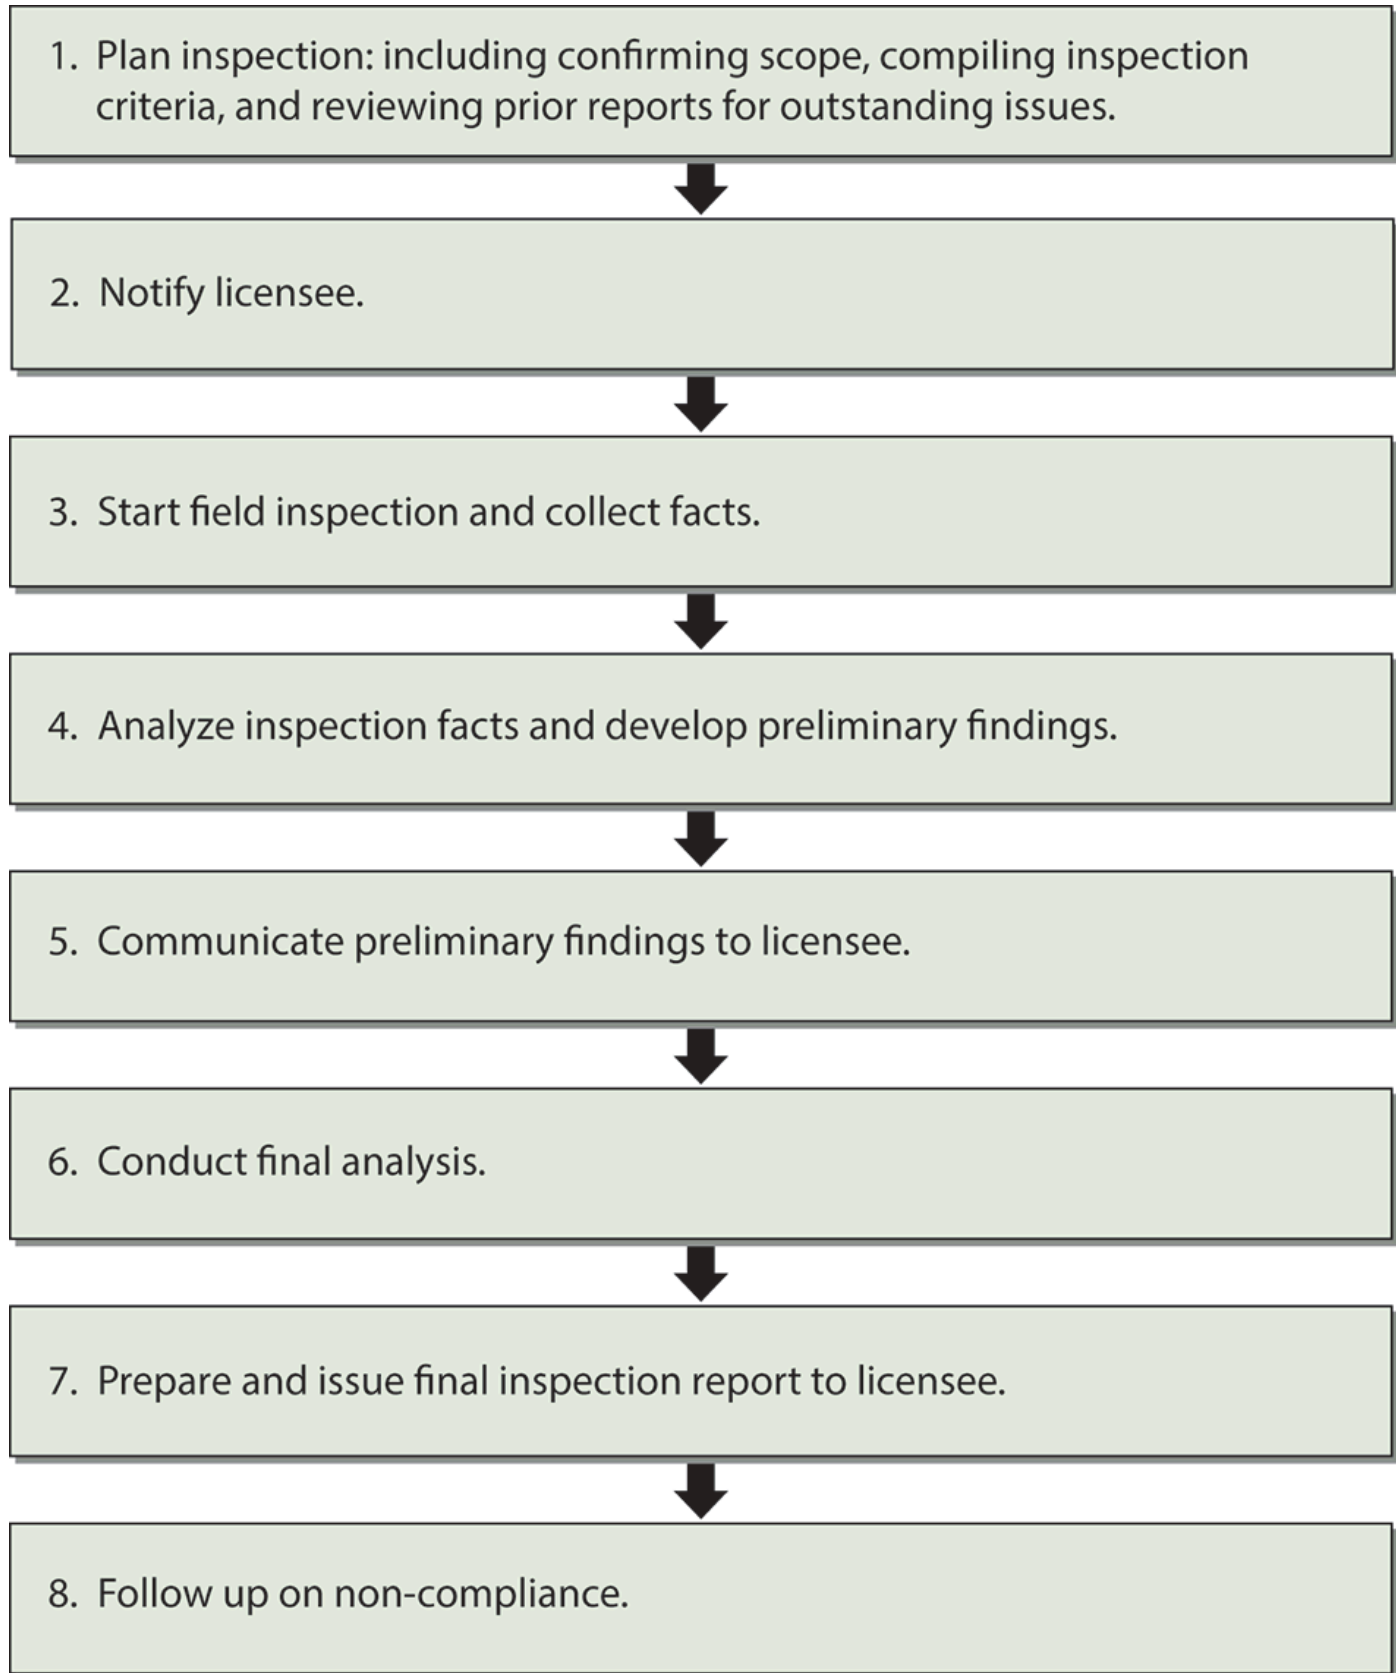 1. Plan inspection: including confirming scope, compiling inspection
criteria, and reviewing prior reports for outstanding issues.
2. Notify licensee.
3. Start field inspection and collect facts.
4. Analyze inspection facts and develop preliminary findings.
5. Communicate preliminary findings to licensee.
6. Conduct final analysis.
7. Prepare and issue final inspection report to licensee.
8. Follow up on non-compliance.